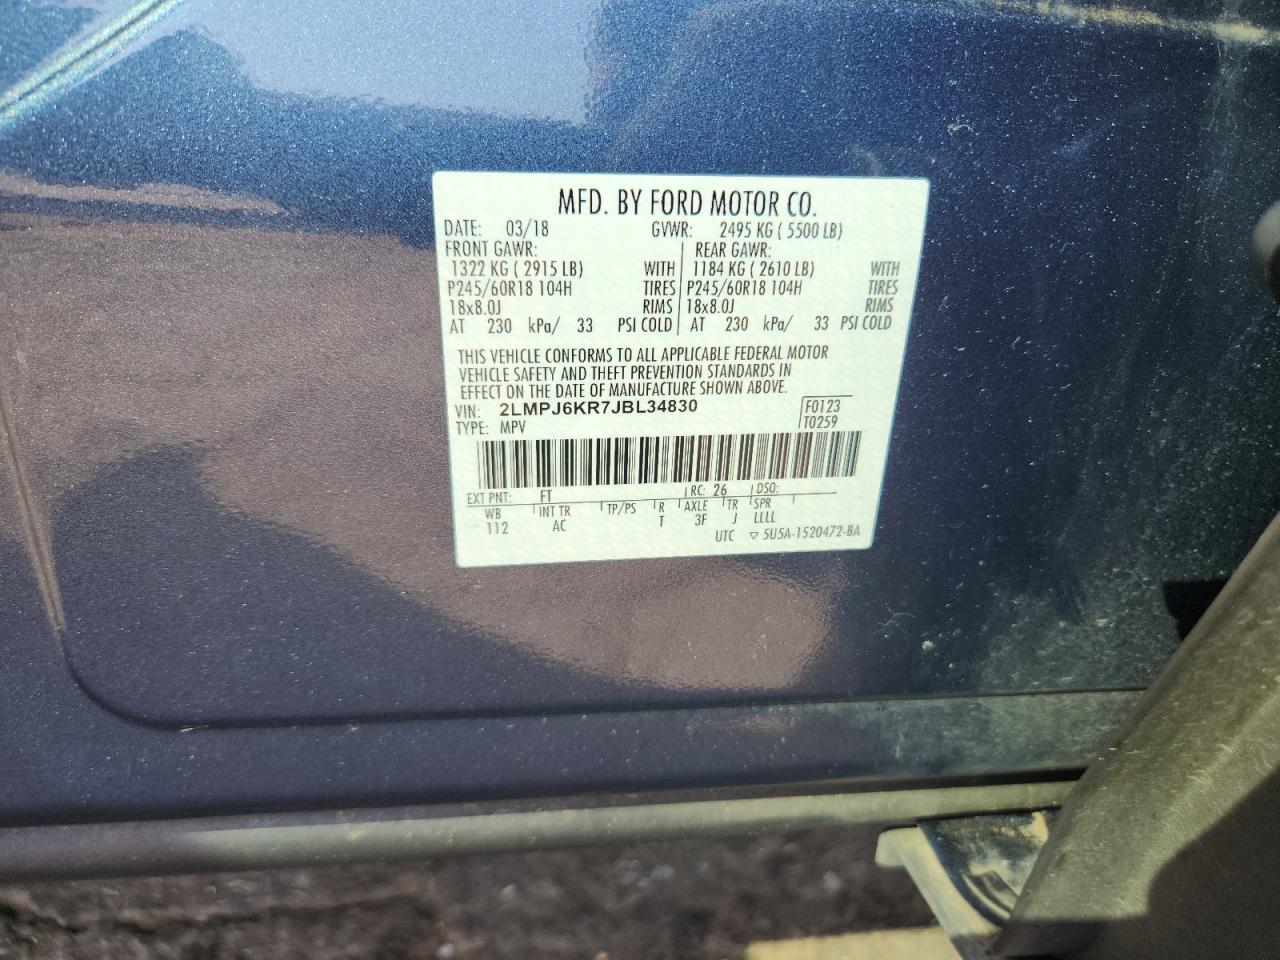 MFD. BY FORD MOTOR CO.
DATE: 03/18 GVWR: 2495 KG ( 5500 LB)
FRONT GAWR: REAR GAWR:
1322 KG ( 2915 LB) WITH 1184 KG ( 2610 LB) WITH
P245/60R18 104H TIRES P245/60R18 104H TIRES
18x8.0J RIMS 18x8.0J RIMS
AT 230 kPa/ 33 PSI COLD AT 230 kPa/ 33 PSI COLD
THIS VEHICLE CONFORMS TO ALL APPLICABLE FEDERAL MOTOR
VEHICLE SAFETY AND THEFT PREVENTION STANDARDS IN
EFFECT ON THE DATE OF MANUFACTURE SHOWN ABOVE.
VIN: 2LMPJ6KR7JBL34830 F0123
TYPE: MPV T0259
EXT PNT: FT RC: 26 DSO:
WB INT TR TP/PS R AXLE TR SPR
112 AC T 3F J LLLL
UTC ▽ 5U5A-1520472-BA